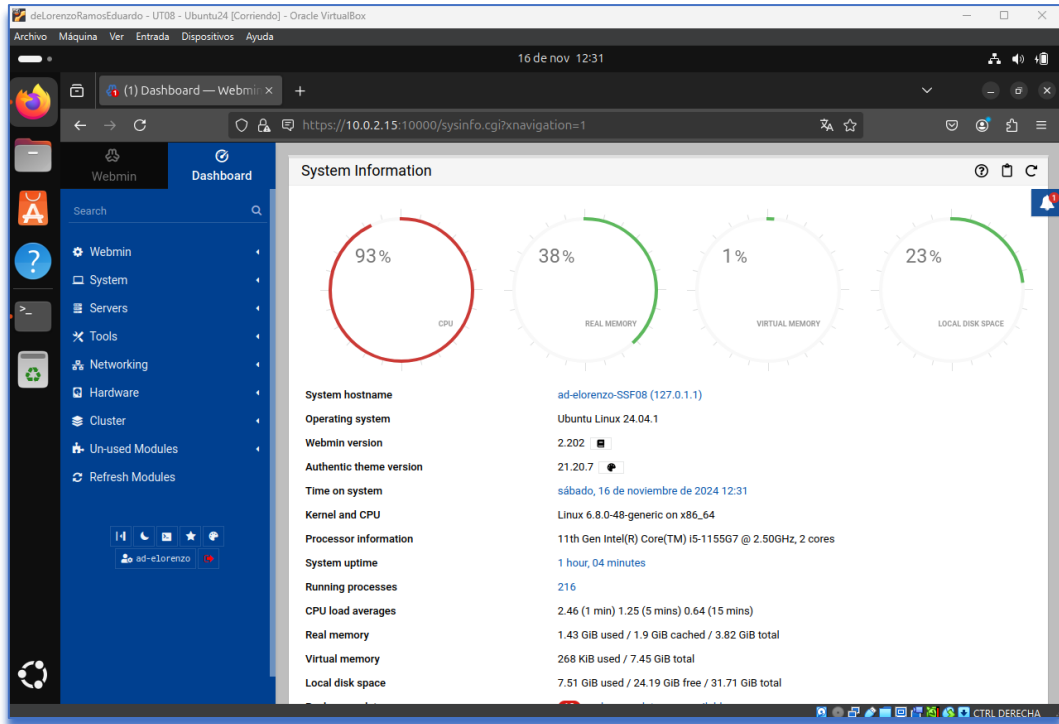 deLorenzoRamosEduardo - UT08 - Ubuntu24 [Corriendo] - Oracle VirtualBox
Archivo Máquina Ver Entrada Dispositivos Ayuda
16 de nov 12:31
(1) Dashboard — Webmin
https://10.0.2.15:10000/sysinfo.cgi?xnavigation=1
Webmin
Dashboard
Search
Webmin
System
Servers
Tools
Networking
Hardware
Cluster
Un-used Modules
Refresh Modules
ad-elorenzo
System Information
1
93% 38% 1% 23%
CPU REAL MEMORY VIRTUAL MEMORY LOCAL DISK SPACE
System hostname ad-elorenzo-SSF08 (127.0.1.1)
Operating system Ubuntu Linux 24.04.1
Webmin version 2.202
Authentic theme version 21.20.7
Time on system sábado, 16 de noviembre de 2024 12:31
Kernel and CPU Linux 6.8.0-48-generic on x86_64
Processor information 11th Gen Intel(R) Core(TM) i5-1155G7 @ 2.50GHz, 2 cores
System uptime 1 hour, 04 minutes
Running processes 216
CPU load averages 2.46 (1 min) 1.25 (5 mins) 0.64 (15 mins)
Real memory 1.43 GiB used / 1.9 GiB cached / 3.82 GiB total
Virtual memory 268 KiB used / 7.45 GiB total
Local disk space 7.51 GiB used / 24.19 GiB free / 31.71 GiB total
CTRL DERECHA